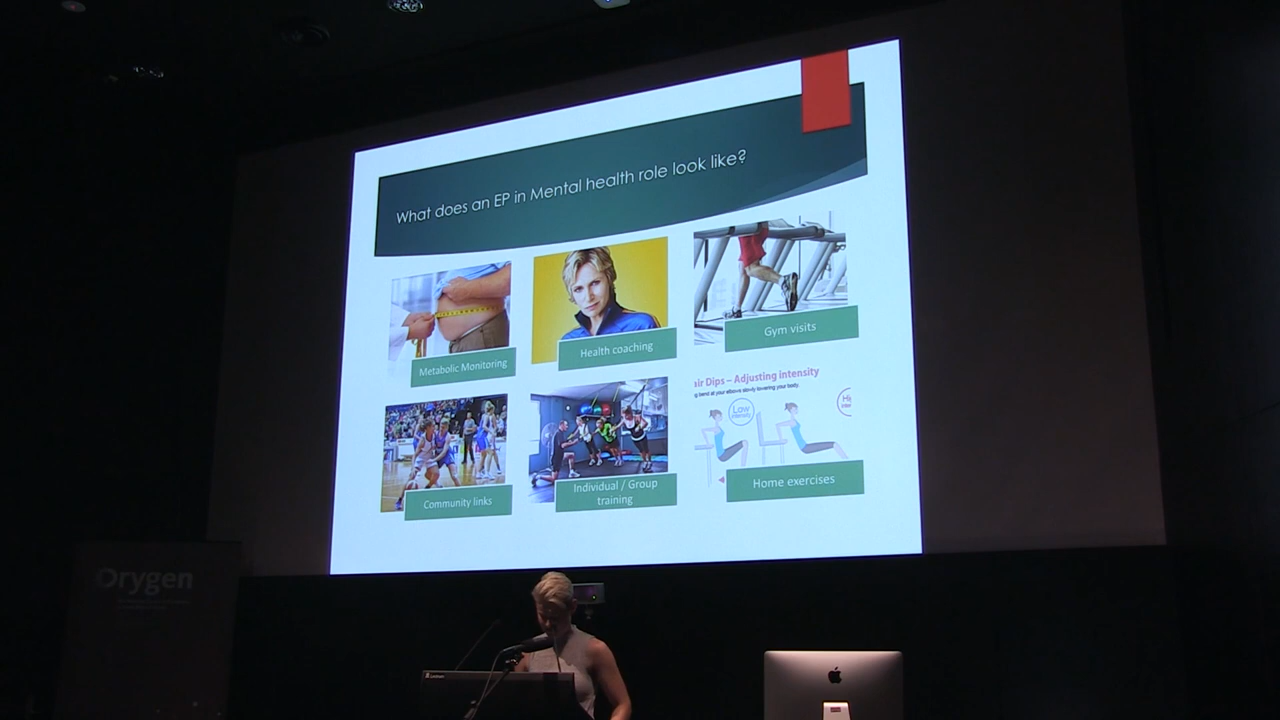 What does an EP in Mental health role look like?
Metabolic Monitoring
Health coaching
Gym visits
air Dips – Adjusting intensity
bend at your elbows slowly lowering your body.
Low
intensity
Community links
Individual / Group
training
Home exercises
Orygen